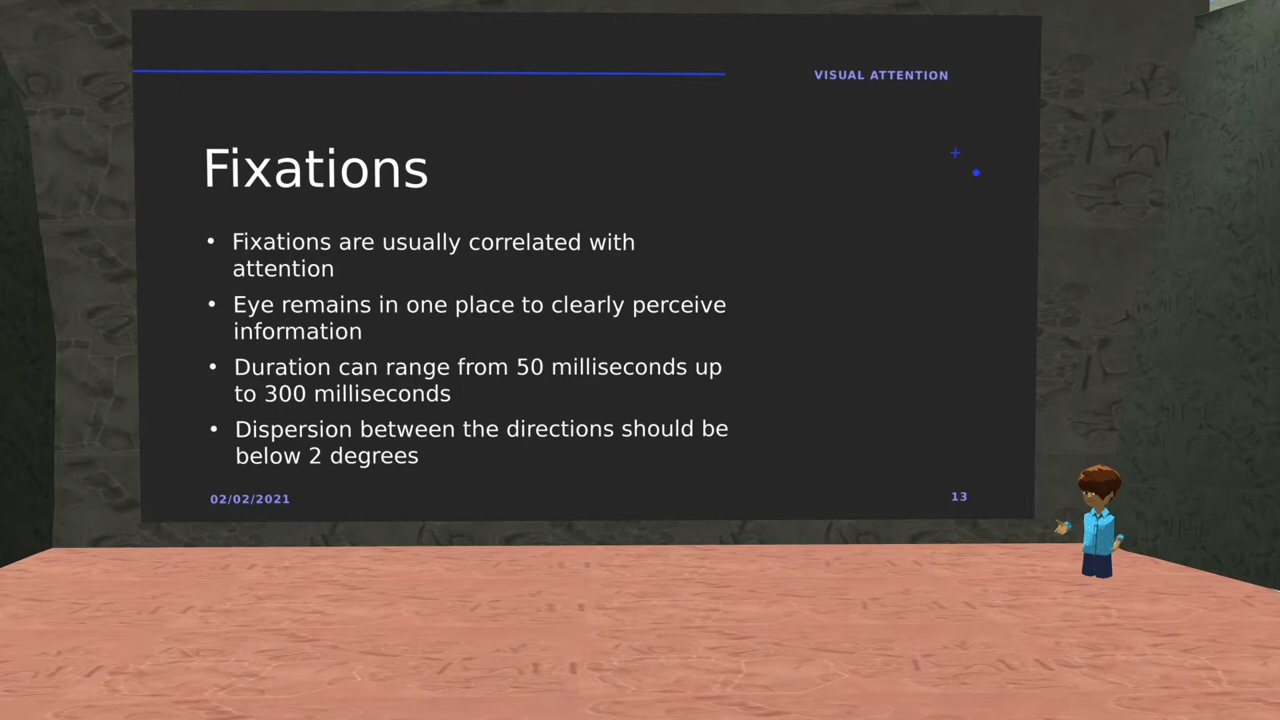 VISUAL ATTENTION
Fixations
• Fixations are usually correlated with
attention
• Eye remains in one place to clearly perceive
information
• Duration can range from 50 milliseconds up
to 300 milliseconds
• Dispersion between the directions should be
below 2 degrees
02/02/2021
13